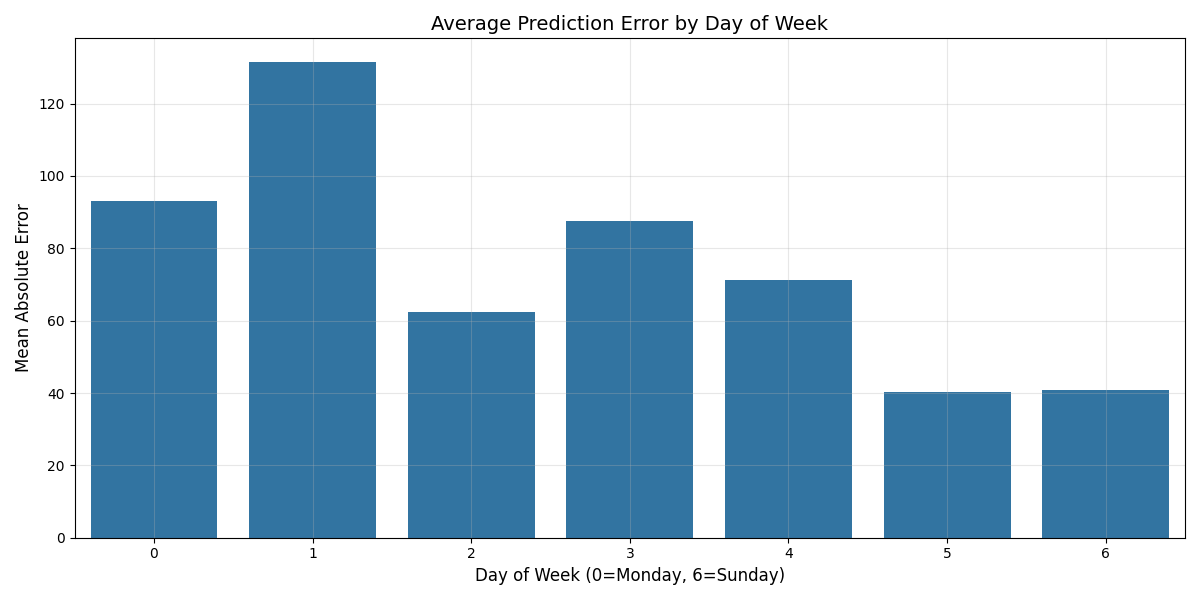 Average Prediction Error by Day of Week
Mean Absolute Error
120
100
80
60
40
20
0
0 1 2 3 4 5 6
Day of Week (0=Monday, 6=Sunday)